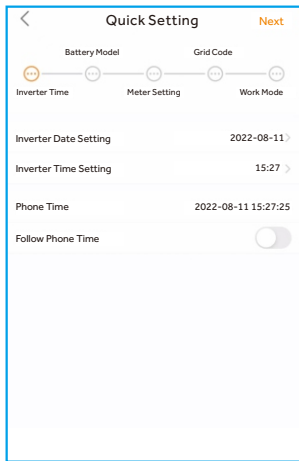 Quick Setting
Next
Battery Model
Grid Code
Inverter Time
Meter Setting
Work Mode
Inverter Date Setting 2022-08-11
Inverter Time Setting 15:27
Phone Time 2022-08-11 15:27:25
Follow Phone Time